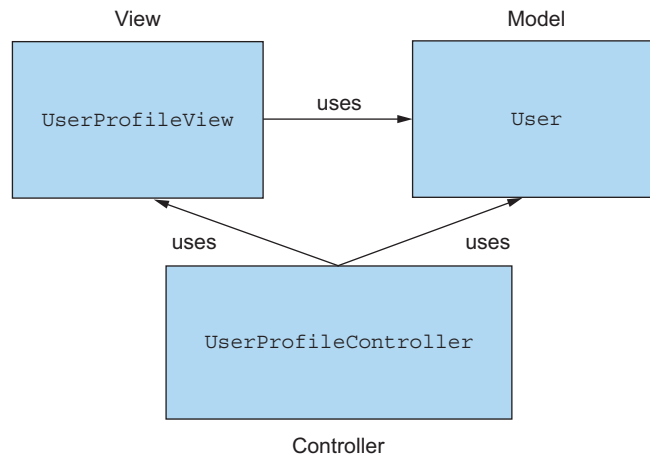 View
Model
UserProfileView
uses
User
uses
uses
UserProfileController
Controller